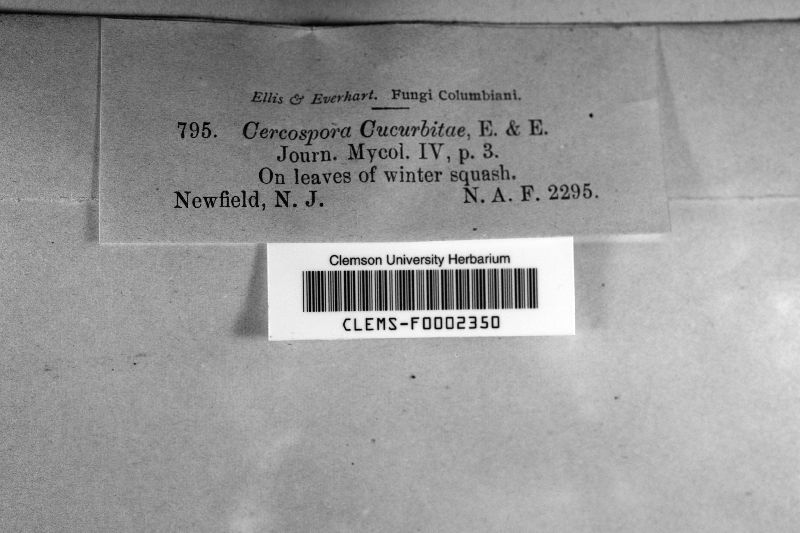 Ellis & Everhart. Fungi Columbiani.
795. Cercospora Cucurbitae, E. & E.
Journ. Mycol. IV, p. 3.
On leaves of winter squash.
Newfield, N. J. N. A. F. 2295.
Clemson University Herbarium
CLEMS-F0002350